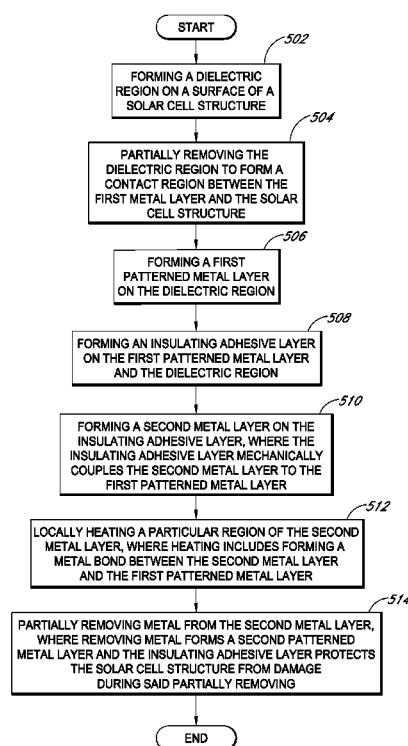 START
502
FORMING A DIELECTRIC
REGION ON A SURFACE OF A
SOLAR CELL STRUCTURE
504
PARTIALLY REMOVING THE
DIELECTRIC REGION TO FORM A
CONTACT REGION BETWEEN THE
FIRST METAL LAYER AND THE SOLAR
CELL STRUCTURE
506
FORMING A FIRST
PATTERNED METAL LAYER
ON THE DIELECTRIC REGION
508
FORMING AN INSULATING ADHESIVE LAYER
ON THE FIRST PATTERNED METAL LAYER
AND THE DIELECTRIC REGION
510
FORMING A SECOND METAL LAYER ON THE
INSULATING ADHESIVE LAYER, WHERE THE
INSULATING ADHESIVE LAYER MECHANICALLY
COUPLES THE SECOND METAL LAYER TO THE
FIRST PATTERNED METAL LAYER
512
LOCALLY HEATING A PARTICULAR REGION OF THE SECOND
METAL LAYER, WHERE HEATING INCLUDES FORMING A
METAL BOND BETWEEN THE SECOND METAL LAYER
AND THE FIRST PATTERNED METAL LAYER
514
PARTIALLY REMOVING METAL FROM THE SECOND METAL LAYER,
WHERE REMOVING METAL FORMS A SECOND PATTERNED
METAL LAYER AND THE INSULATING ADHESIVE LAYER PROTECTS
THE SOLAR CELL STRUCTURE FROM DAMAGE
DURING SAID PARTIALLY REMOVING
END